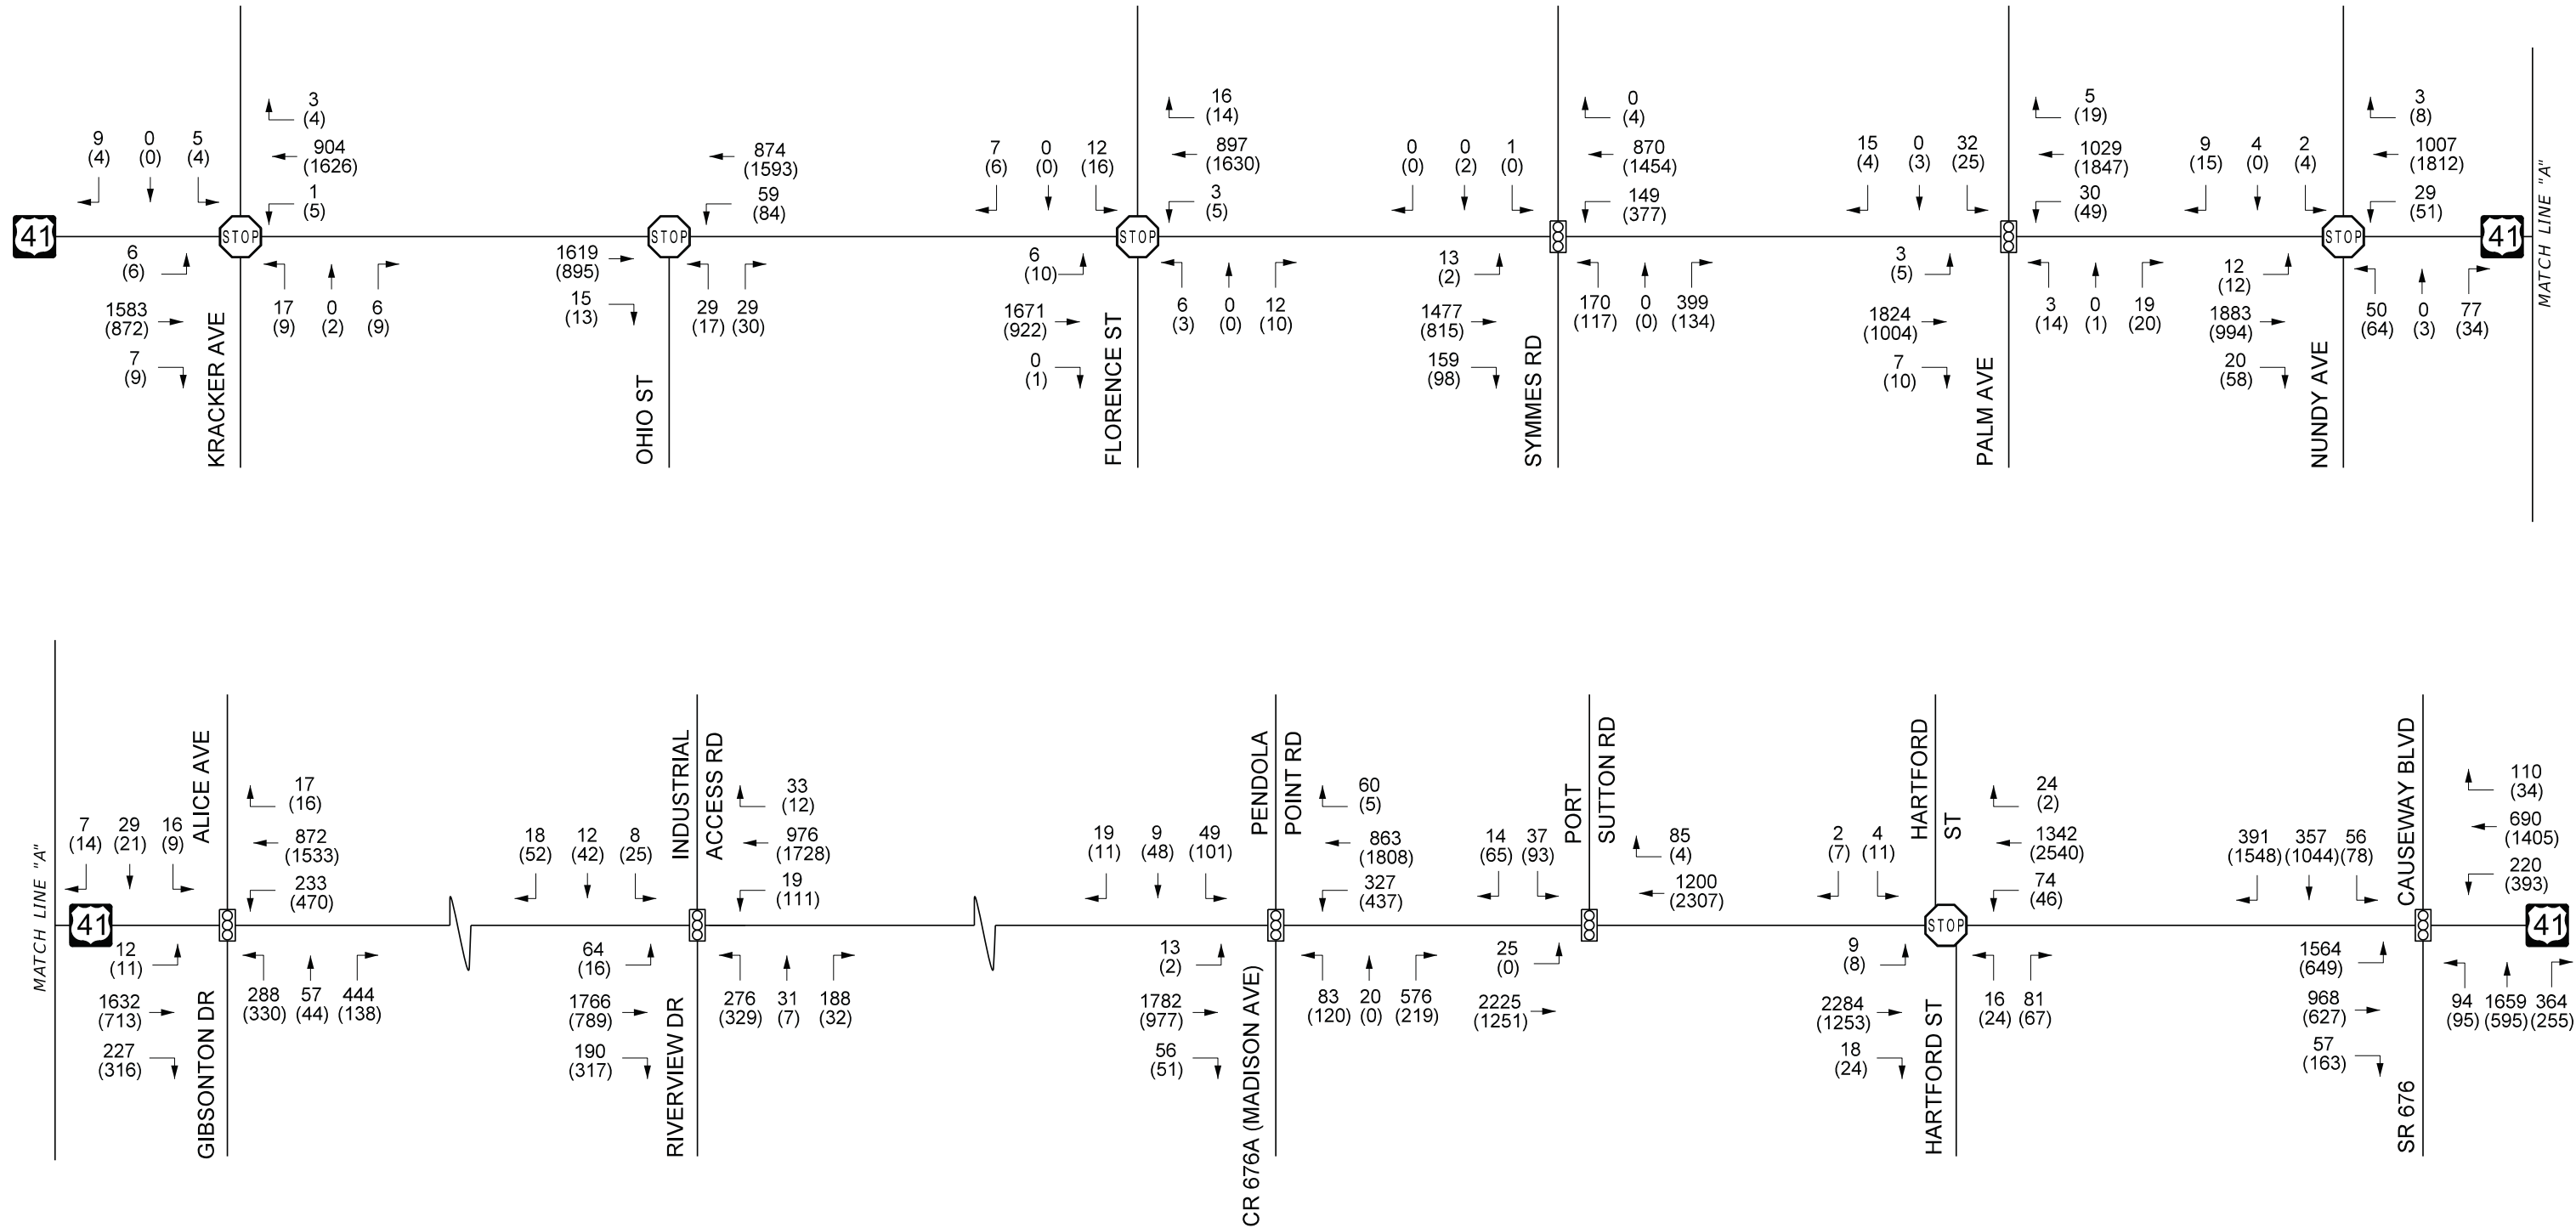 9 0 5
(4) (0) (4)
3
(4)
904
(1626)
1
(5)
41
STOP
6
(6)
1583
(872)
7
(9)
KRACKER AVE
17 0 6
(9) (2) (9)
874
(1593)
59
(84)
STOP
1619
(895)
15
(13)
OHIO ST
29 29
(17) (30)
7 0 12
(6) (0) (16)
16
(14)
897
(1630)
3
(5)
STOP
6
(10)
1671
(922)
0
(1)
FLORENCE ST
6 0 12
(3) (0) (10)
0 0 1
(0) (2) (0)
0
(4)
870
(1454)
149
(377)
13
(2)
1477
(815)
159
(98)
SYMMES RD
170 0 399
(117) (0) (134)
15 0 32
(4) (3) (25)
5
(19)
1029
(1847)
30
(49)
3
(5)
1824
(1004)
7
(10)
PALM AVE
3 0 19
(14) (1) (20)
9 4 2
(15) (0) (4)
3
(8)
1007
(1812)
29
(51)
STOP
41
12
(12)
1883
(994)
20
(58)
NUNDY AVE
50 0 77
(64) (3) (34)
MATCH LINE "A"
MATCH LINE "A"
7 29 16
(14) (21) (9)
ALICE AVE
17
(16)
872
(1533)
233
(470)
41
12
(11)
1632
(713)
227
(316)
GIBSONTON DR
288 57 444
(330) (44) (138)
18 12 8
(52) (42) (25)
INDUSTRIAL
ACCESS RD
33
(12)
976
(1728)
19
(111)
64
(16)
1766
(789)
190
(317)
RIVERVIEW DR
276 31 188
(329) (7) (32)
19 9 49
(11) (48) (101)
PENDOLA
POINT RD
60
(5)
863
(1808)
327
(437)
13
(2)
1782
(977)
56
(51)
CR 676A (MADISON AVE)
83 20 576
(120) (0) (219)
14 37
(65) (93)
PORT
SUTTON RD
85
(4)
1200
(2307)
25
(0)
2225
(1251)
2 4
(7) (11)
HARTFORD
ST
24
(2)
1342
(2540)
74
(46)
STOP
9
(8)
2284
(1253)
18
(24)
HARTFORD ST
16 81
(24) (67)
391 357 56
(1548) (1044) (78)
CAUSEWAY BLVD
110
(34)
690
(1405)
220
(393)
41
1564
(649)
968
(627)
57
(163)
SR 676
94 1659 364
(95) (595) (255)